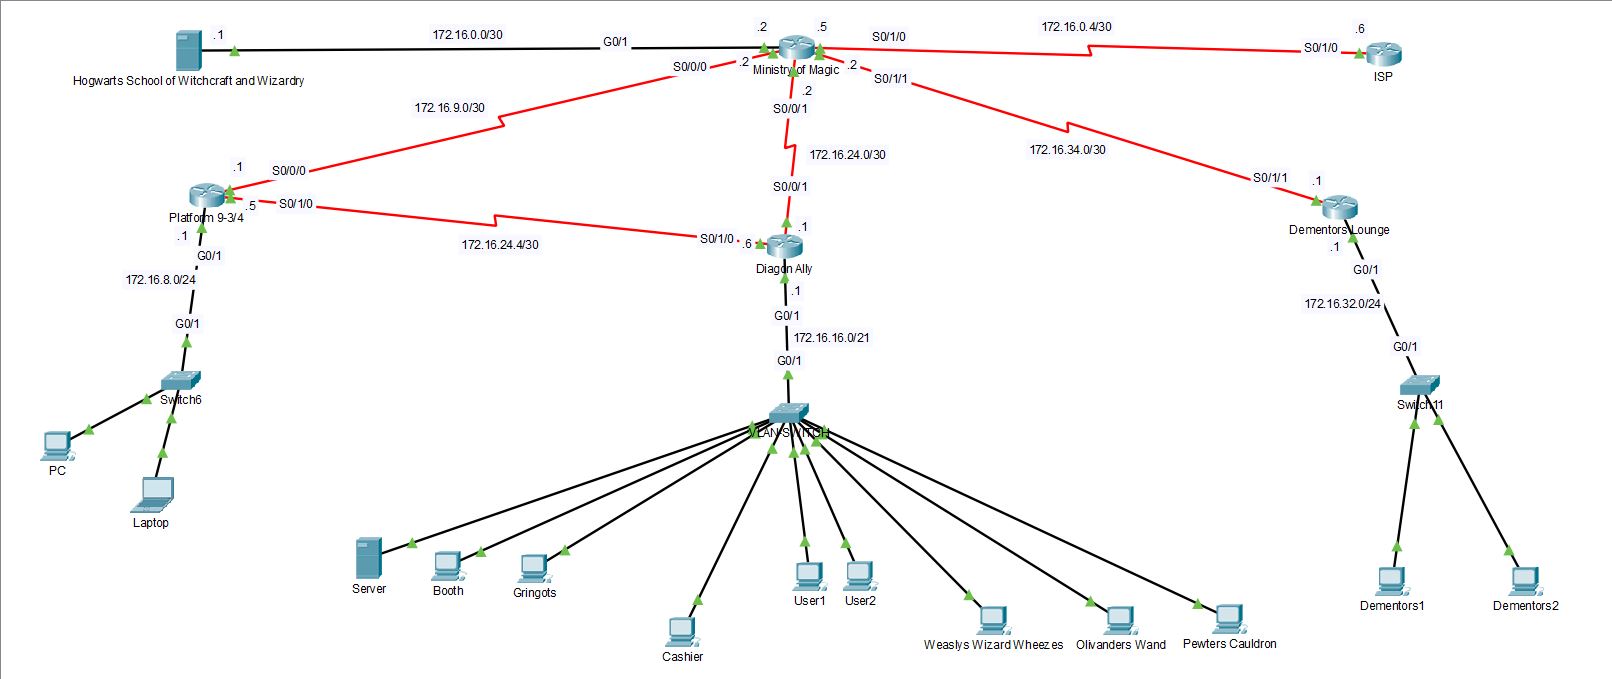 .1
172.16.0.0/30
G0/1
.2
.5
S0/1/0
172.16.0.4/30
S0/1/0
.6
Hogwarts School of Witchcraft and Wizardry
Ministry of Magic
ISP
S0/0/0
.2
.2
S0/1/1
172.16.9.0/30
.2
S0/0/1
172.16.24.0/30
172.16.34.0/30
.1
S0/0/0
Platform 9-3/4
.5
S0/1/0
S0/0/1
S0/1/1
.1
Dementors Lounge
.1
G0/1
172.16.24.4/30
S0/1/0
.6
.1
Diagon Ally
.1
G0/1
172.16.8.0/24
.1
G0/1
172.16.32.0/24
G0/1
172.16.16.0/21
G0/1
G0/1
G0/1
Switch6
VLAN-SWITCH
Switch11
PC
Laptop
Server
Booth
Gringots
User1
User2
Dementors1
Dementors2
Cashier
Weaslys Wizard Wheezes
Olivanders Wand
Pewters Cauldron